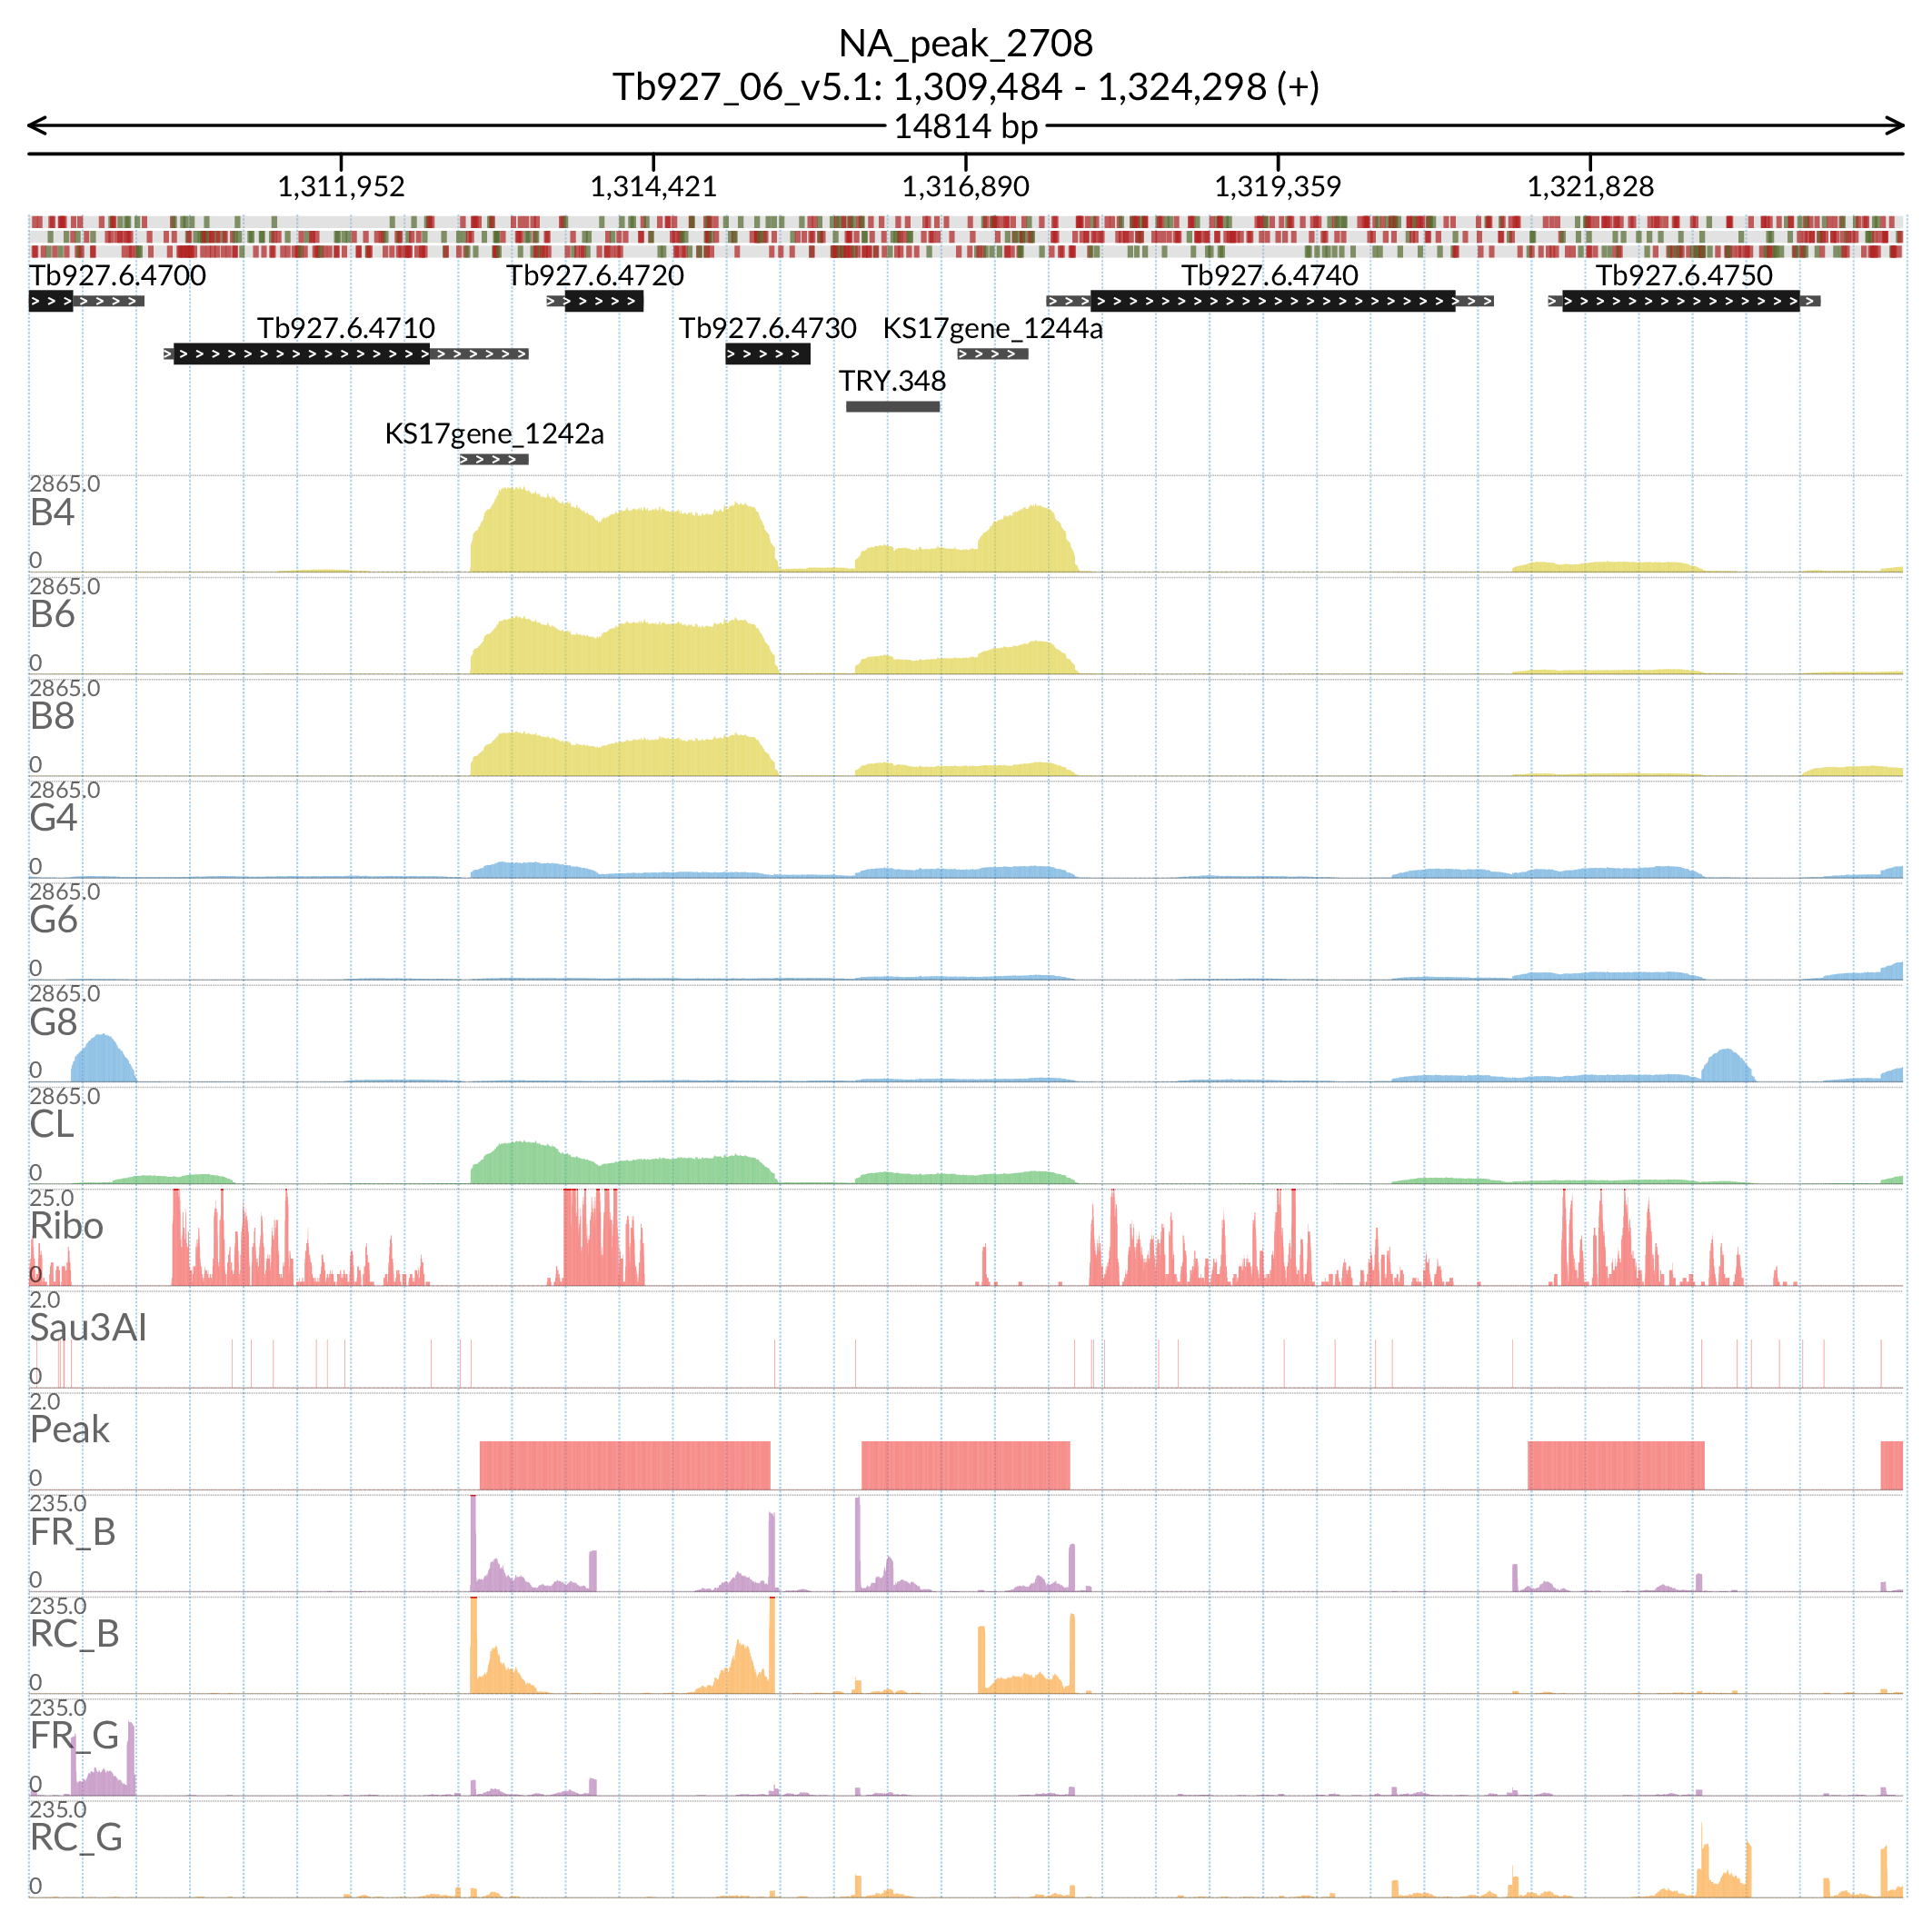 NA_peak_2708
Tb927_06_v5.1: 1,309,484 - 1,324,298 (+)
14814 bp
1,311,952 1,314,421 1,316,890 1,319,359 1,321,828
Tb927.6.4700 Tb927.6.4720 Tb927.6.4740 Tb927.6.4750
Tb927.6.4710 Tb927.6.4730 KS17gene_1244a
TRY.348
KS17gene_1242a
2865.0
B4
0
2865.0
B6
0
2865.0
B8
0
2865.0
G4
0
2865.0
G6
0
2865.0
G8
0
2865.0
CL
0
25.0
Ribo
0
2.0
Sau3AI
0
2.0
Peak
0
235.0
FR_B
0
235.0
RC_B
0
235.0
FR_G
0
235.0
RC_G
0